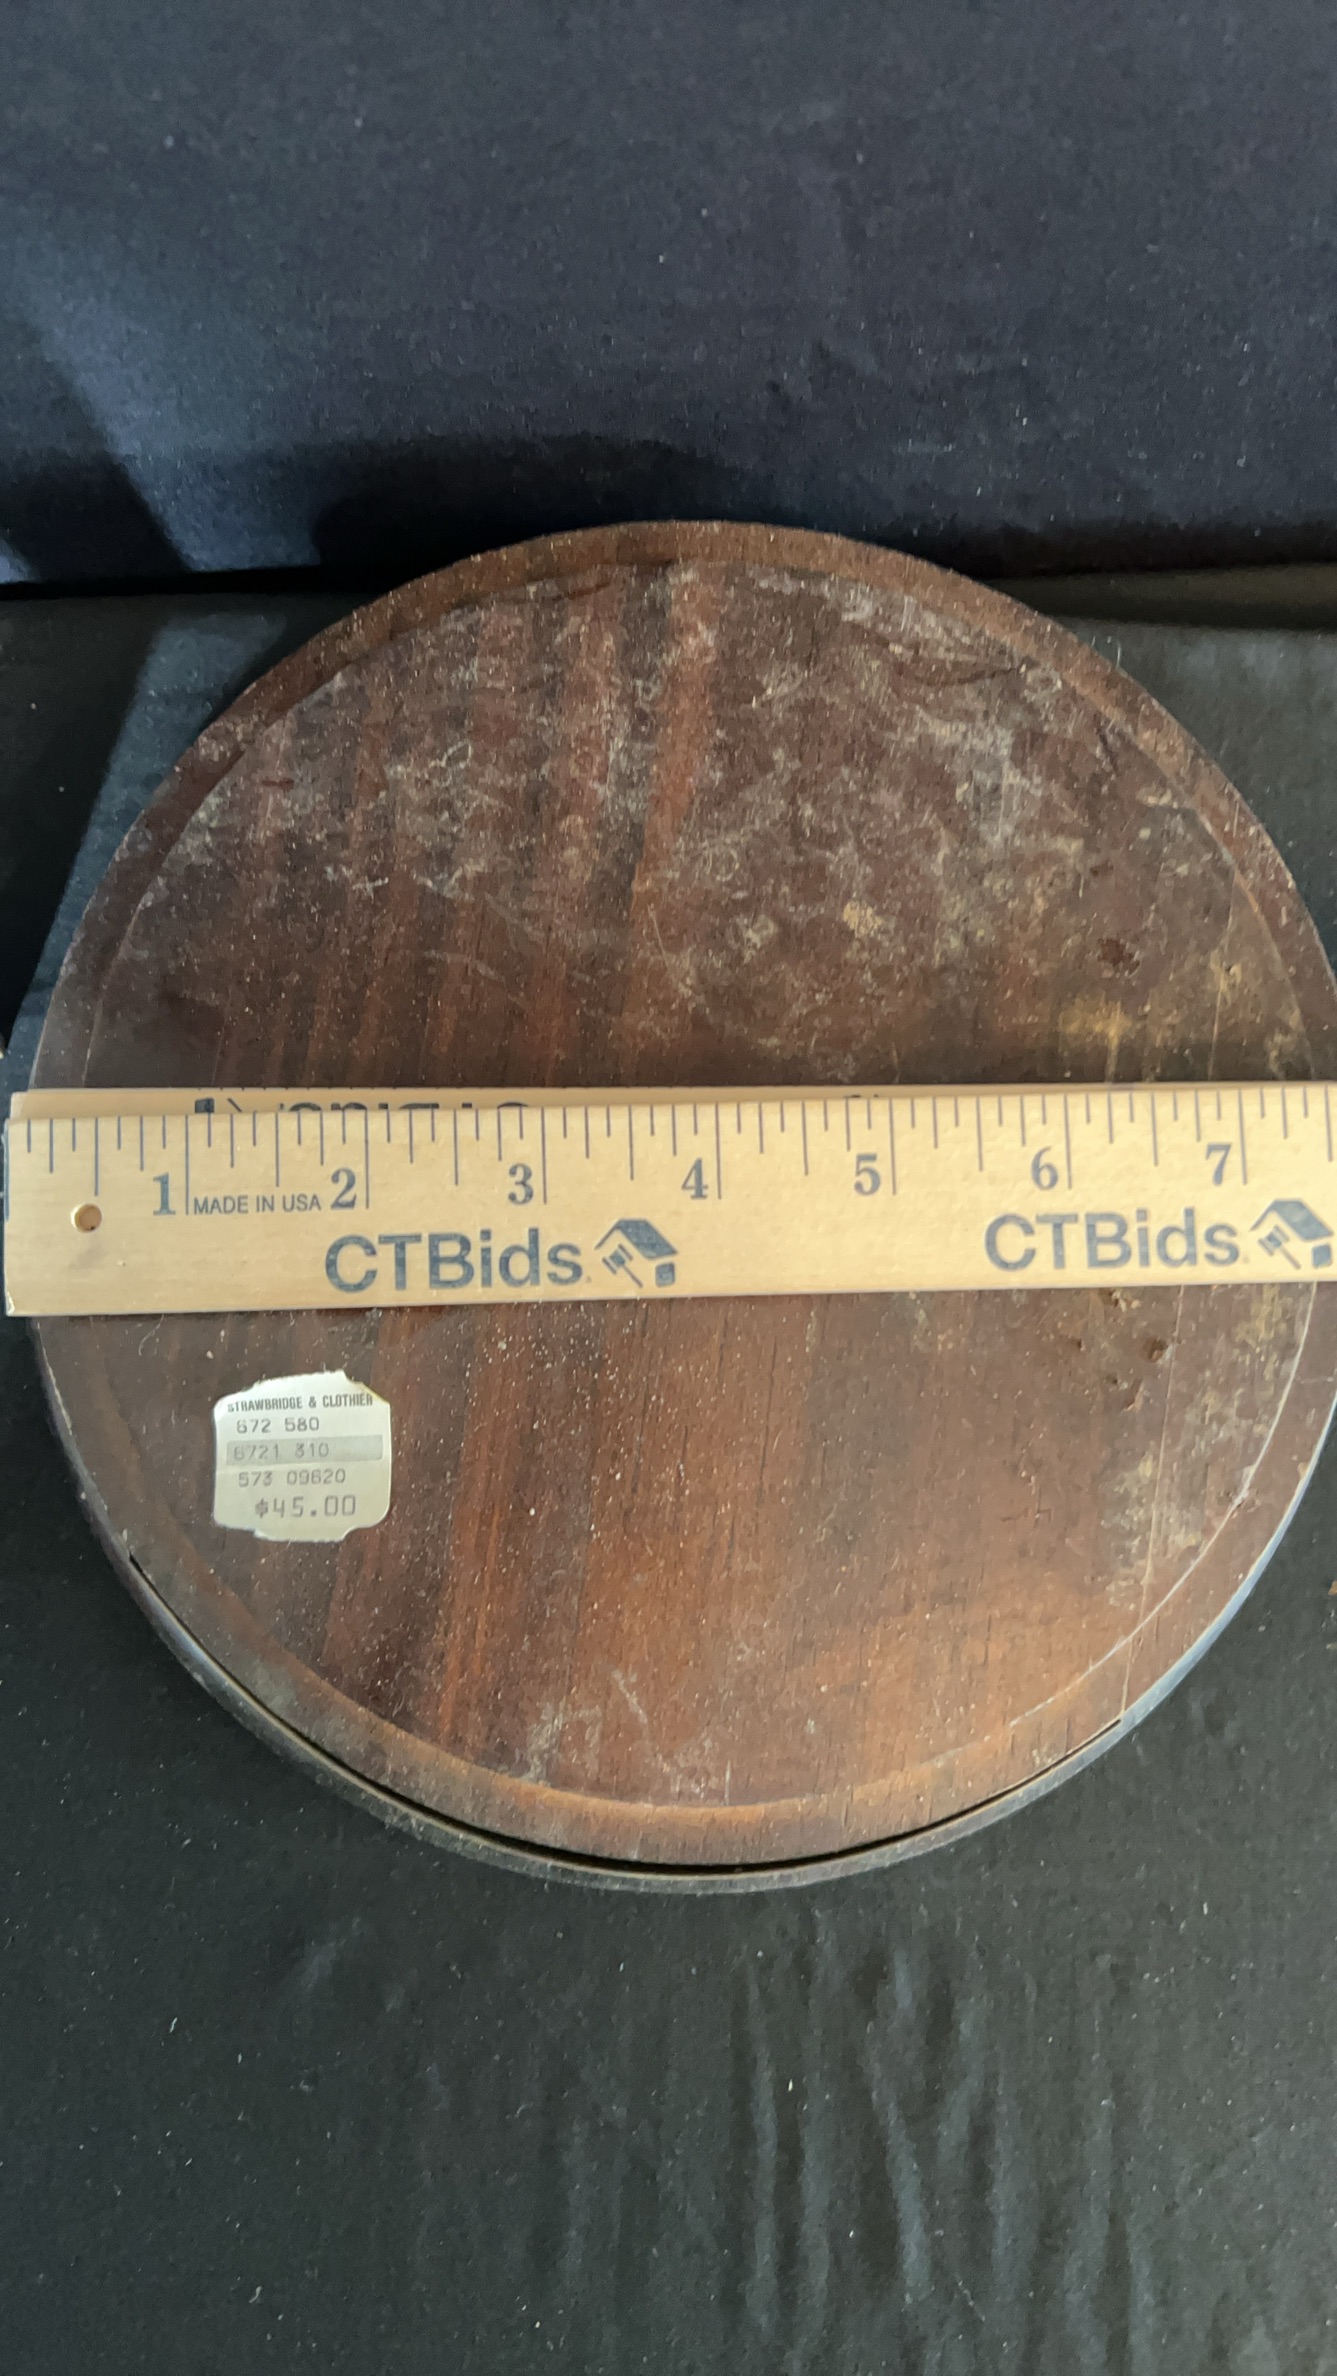 1 MADE IN USA 2 3 4 5 6 7
CTBids. CTBids.
STRAWBRIDGE & CLOTHIER
672 580
6721 310
573 09620
$45.00